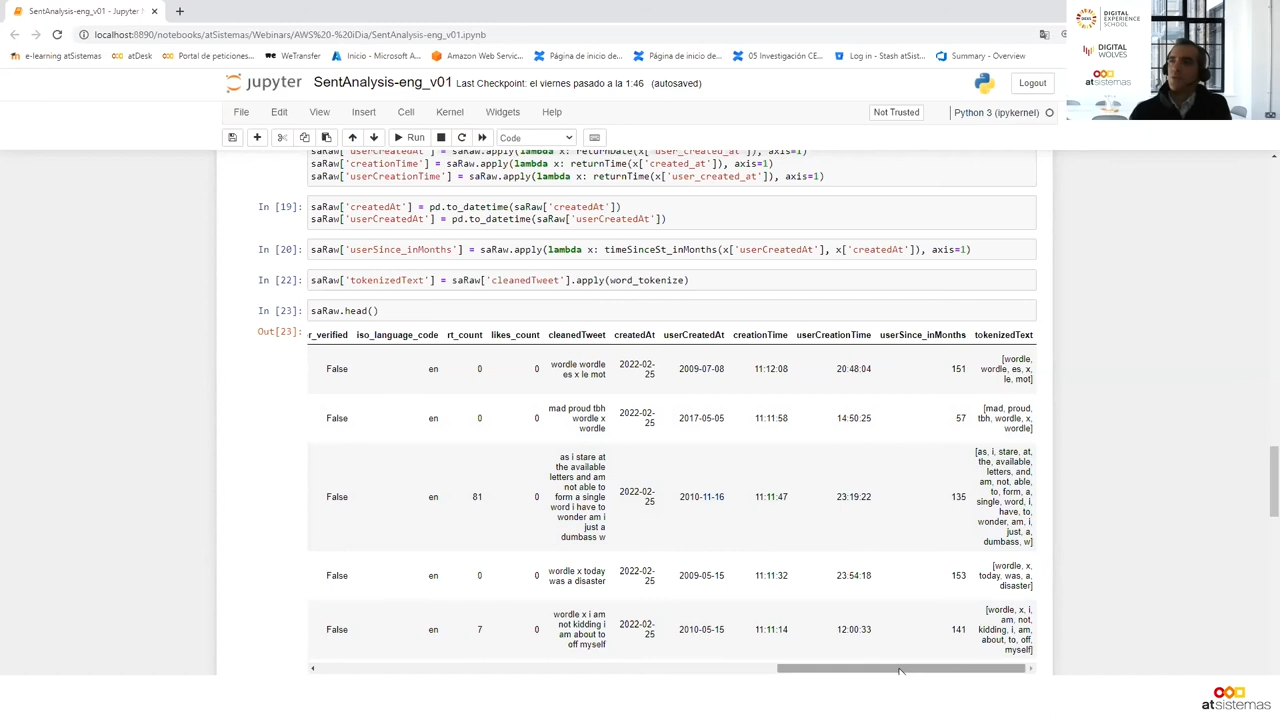 SentAnalysis-eng_v01 - Jupyter N
localhost:8890/notebooks/atSistemas/Webinars/AWS%20-%20iDia
e-learning atSistemas
atDesk
Portal de peticiones...
WeTransfer
Inicio - Microsoft Az...
Amazon Web Servic...
Página de inicio de...
Página de inicio de...
05 Investigación CE...
Log in - Stash atSist...
Summary - Overview
DIGITAL
EXPERIENCE
SCHOOL
DIGITAL
WOLVES
atsistemas
jupyter
SentAnalysis-eng_v01
Last Checkpoint: el viernes pasado a la 1:46
(autosaved)
Logout
File
Edit
View
Insert
Cell
Kernel
Widgets
Help
Not Trusted
Python 3 (ipykernel)
Run
Code
saRaw['userCreatedAt'] = saRaw.apply(lambda x: returnDate(x['user_created_at']), axis=1)
saRaw['creationTime'] = saRaw.apply(lambda x: returnTime(x['created_at']), axis=1)
saRaw['userCreationTime'] = saRaw.apply(lambda x: returnTime(x['user_created_at']), axis=1)
In [19]:
saRaw['createdAt'] = pd.to_datetime(saRaw['createdAt'])
saRaw['userCreatedAt'] = pd.to_datetime(saRaw['userCreatedAt'])
In [20]:
saRaw['userSince_inMonths'] = saRaw.apply(lambda x: timeSinceSt_inMonths(x['userCreatedAt'], x['createdAt']), axis=1)
In [22]:
saRaw['tokenizedText'] = saRaw['cleanedTweet'].apply(word_tokenize)
In [23]:
saRaw.head()
Out[23]:
r_verified iso_language_code rt_count likes_count cleanedTweet createdAt userCreatedAt creationTime userCreationTime userSince_inMonths tokenizedText
False en 0 0
wordle wordle
es x le mot
2022-02-
25
2009-07-08 11:12:08 20:48:04 151
[wordle,
wordle, es, x,
le, mot]
False en 0 0
mad proud tbh
wordle x
wordle
2022-02-
25
2017-05-05 11:11:58 14:50:25 57
[mad, proud,
tbh, wordle, x,
wordle]
False en 81 0
as i stare at
the available
letters and am
not able to
form a single
word i have to
wonder am i
just a
dumbass w
2022-02-
25
2010-11-16 11:11:47 23:19:22 135
[as, i, stare, at,
the, available,
letters, and,
am, not, able,
to, form, a,
single, word, i,
have, to,
wonder, am, i,
just, a,
dumbass, w]
False en 0 0
wordle x today
was a disaster
2022-02-
25
2009-05-15 11:11:32 23:54:18 153
[wordle, x,
today, was, a,
disaster]
False en 7 0
wordle x i am
not kidding i
am about to
off myself
2022-02-
25
2010-05-15 11:11:14 12:00:33 141
[wordle, x, i,
am, not,
kidding, i, am,
about, to, off,
myself]
atsistemas